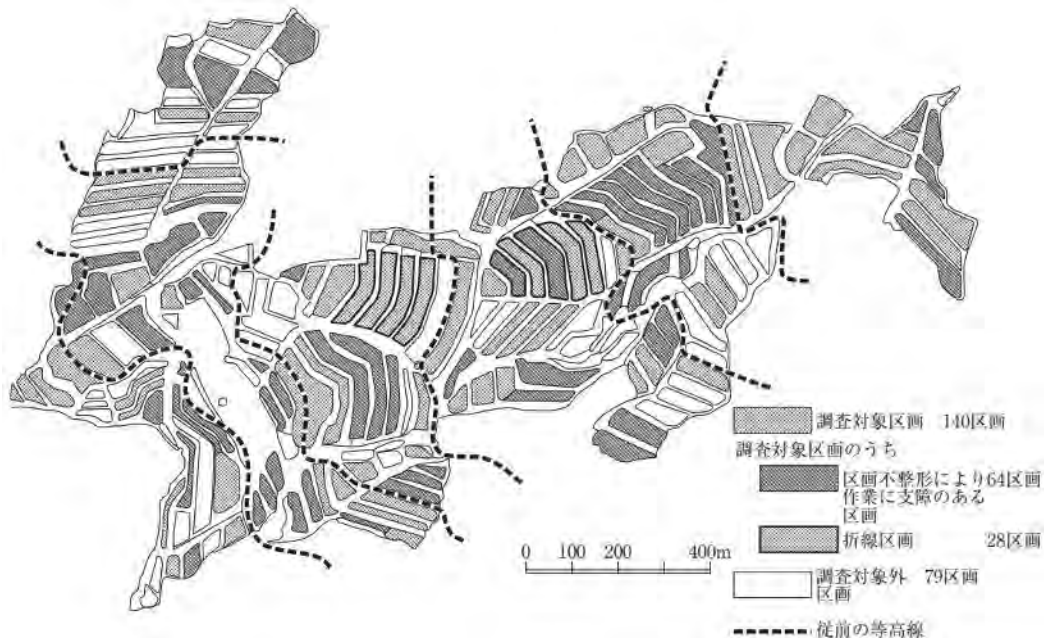 調査対象区画 140区画
調査対象区画のうち
区画不整形により64区画
作業に支障のある
区画
折線区画 28区画
調査対象外 79区画
区画
従前の等高線
0 100 200 400m